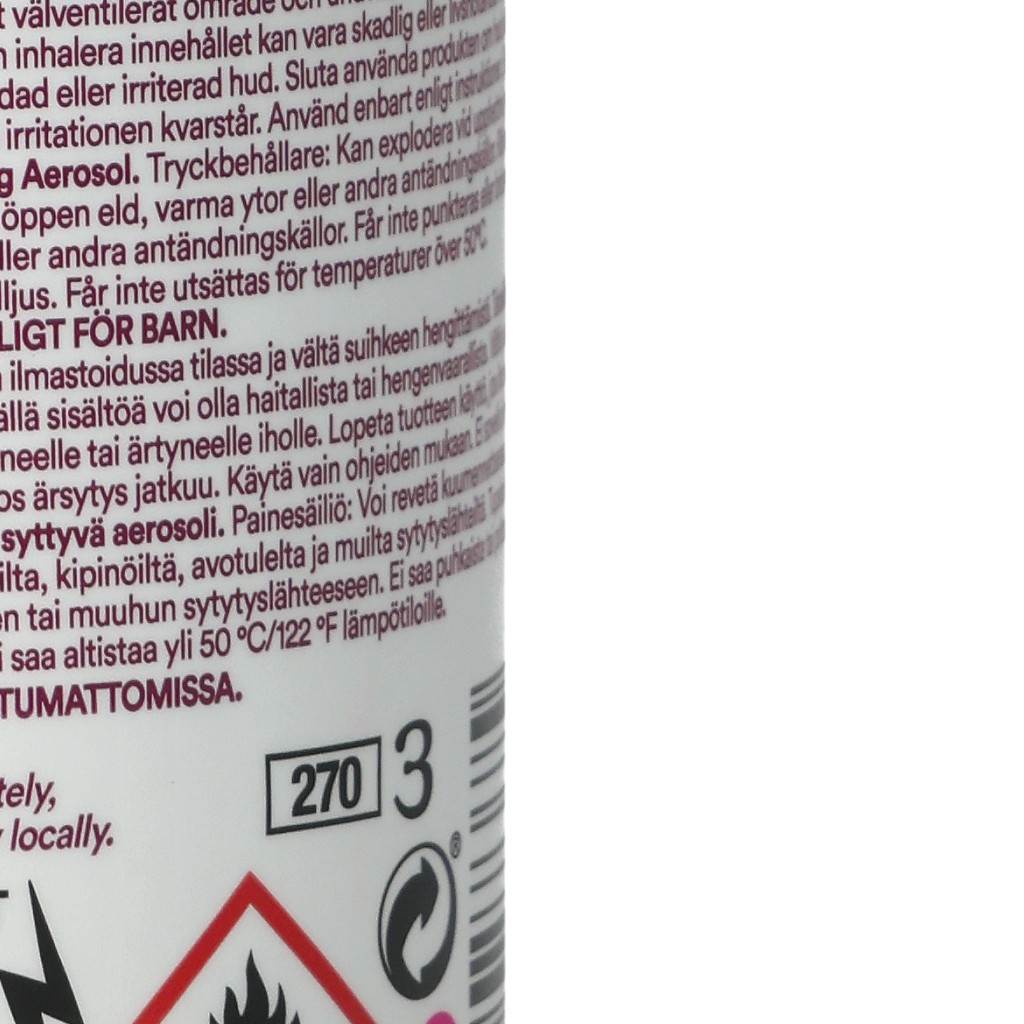 t välventilerat område och
inhalera innehållet kan vara skadlig eller
dad eller irriterad hud. Sluta använda produkten om
irritationen kvarstår. Använd enbart enligt
g Aerosol. Tryckbehållare: Kan explodera vid
öppen eld, varma ytor eller andra antändningskällor.
ller andra antändningskällor. Får inte punkteras eller
lljus. Får inte utsättas för temperaturer över 50°C.
LIGT FÖR BARN.
ilmastoidussa tilassa ja vältä suihkeen hengittämistä.
ällä sisältöä voi olla haitallista tai hengenvaarallista.
neelle tai ärtyneelle iholle. Lopeta tuotteen käyttö,
os ärsytys jatkuu. Käytä vain ohjeiden mukaan. Ei
syttyvä aerosoli. Painesäiliö: Voi revetä
ilta, kipinöiltä, avotulelta ja muilta sytytyslähteiltä.
en tai muuhun sytytyslähteeseen. Ei saa puhkaista
i saa altistaa yli 50 °C/122 °F lämpötiloille.
TUMATTOMISSA.
270 3
tely,
locally.
®